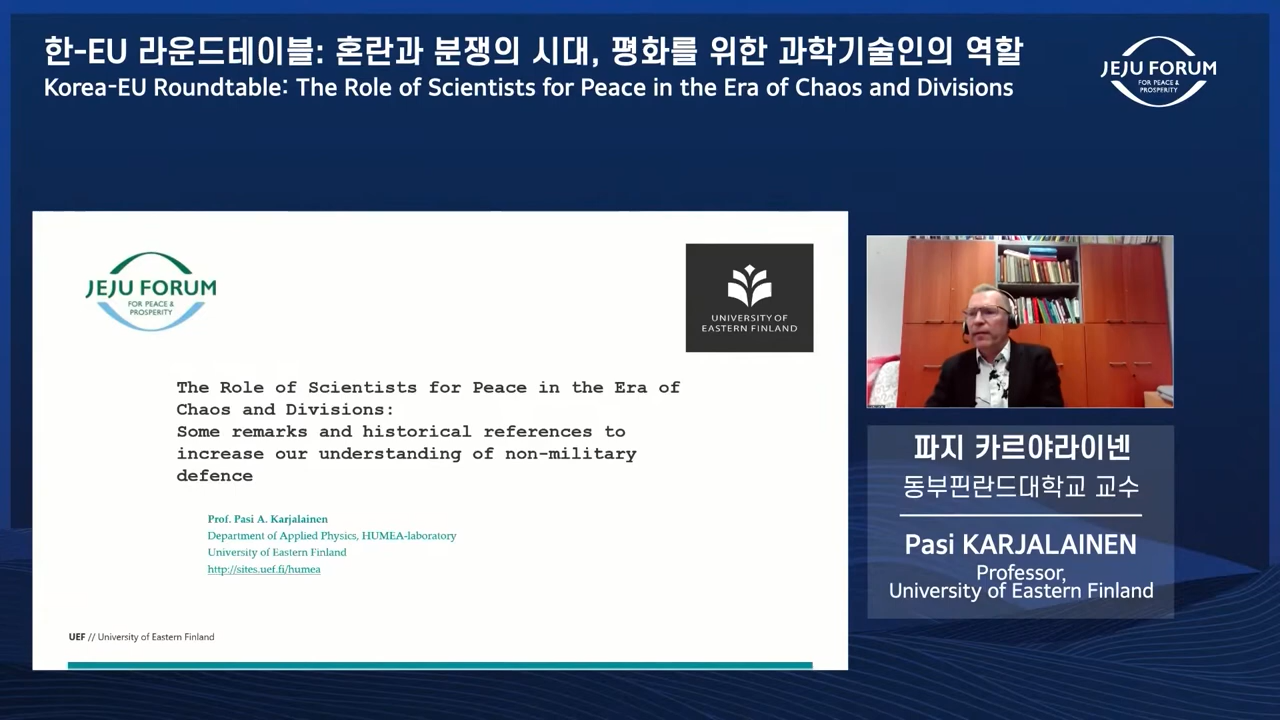 한-EU 라운드테이블: 혼란과 분쟁의 시대, 평화를 위한 과학기술인의 역할
Korea-EU Roundtable: The Role of Scientists for Peace in the Era of Chaos and Divisions
JEJU FORUM
FOR PEACE &
PROSPERITY
JEJU FORUM
FOR PEACE &
PROSPERITY
UNIVERSITY OF
EASTERN FINLAND
The Role of Scientists for Peace in the Era of
Chaos and Divisions:
Some remarks and historical references to
increase our understanding of non-military
defence
Prof. Pasi A. Karjalainen
Department of Applied Physics, HUMEA-laboratory
University of Eastern Finland
http://sites.uef.fi/humea
UEF // University of Eastern Finland
파지 카르야라이넨
동부핀란드대학교 교수
Pasi KARJALAINEN
Professor,
University of Eastern Finland